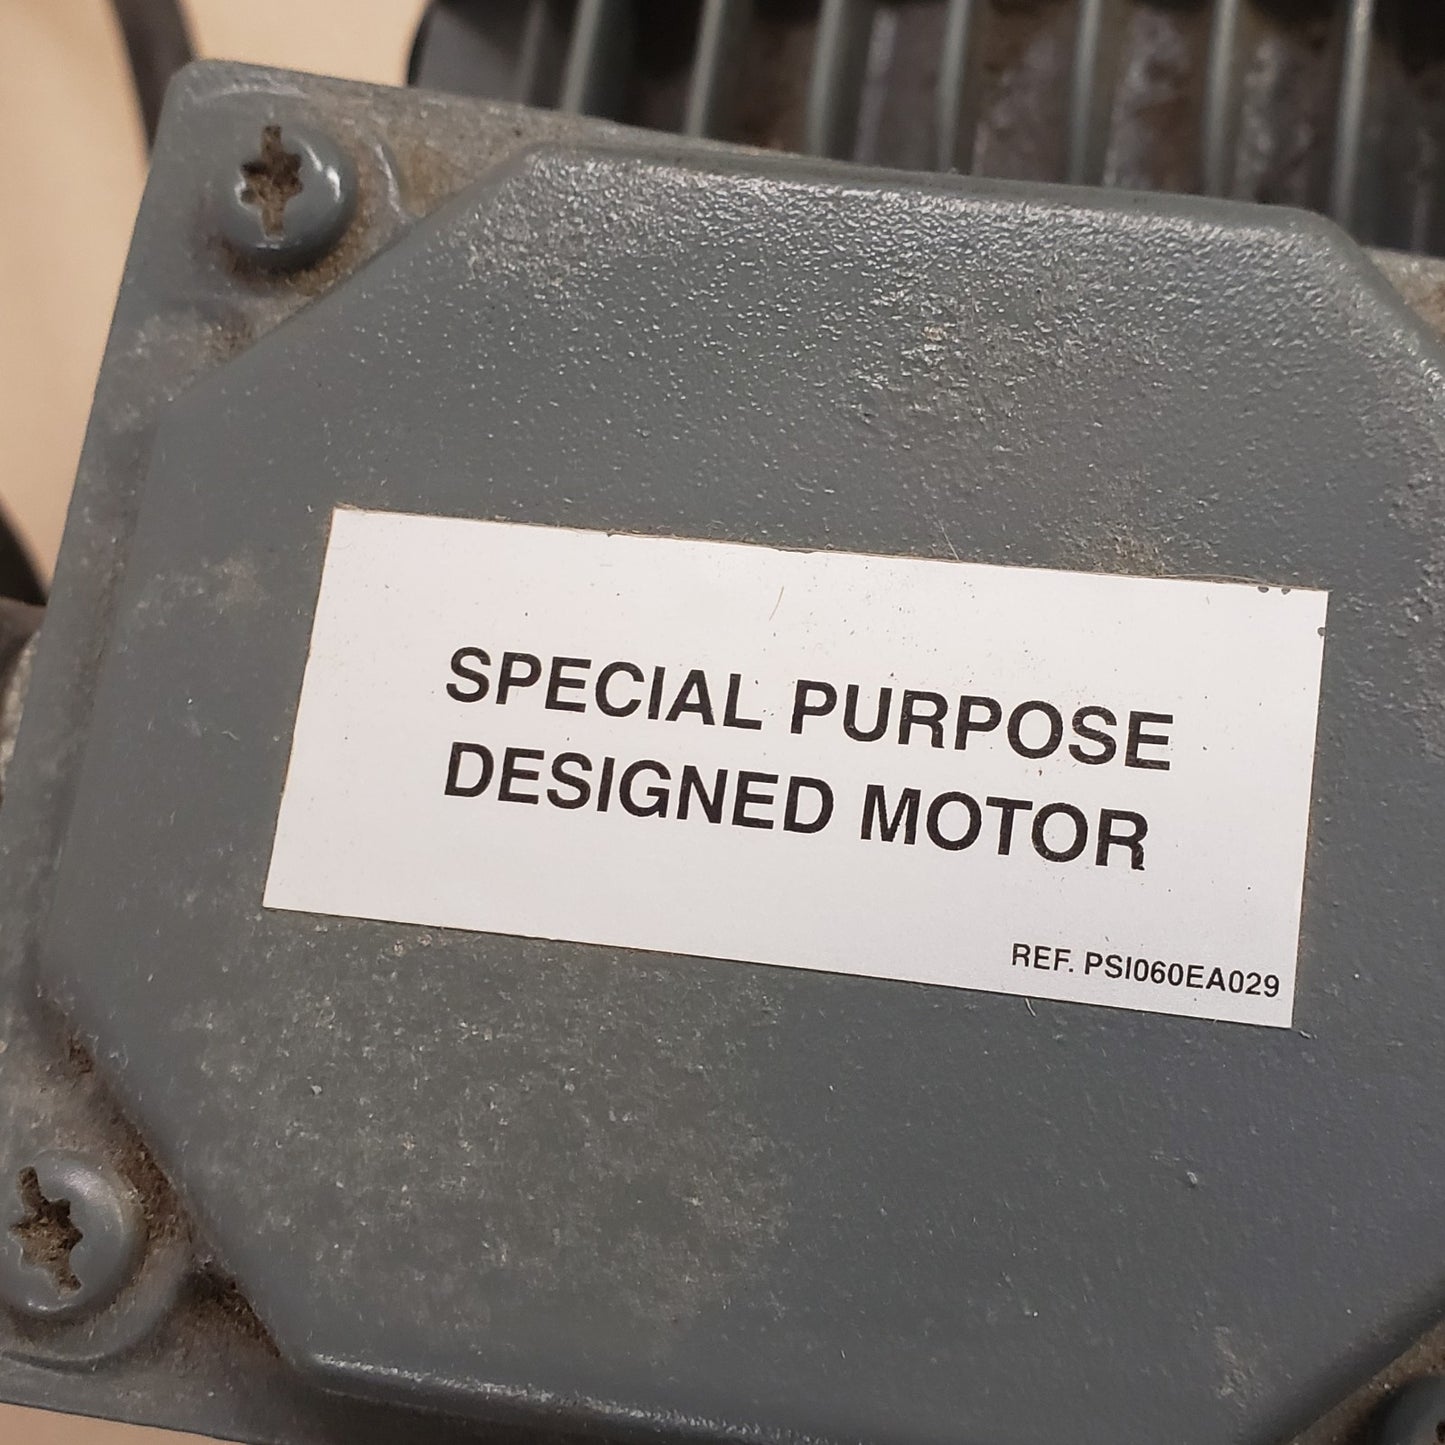 SPECIAL PURPOSE
DESIGNED MOTOR
REF. PSI060EA029